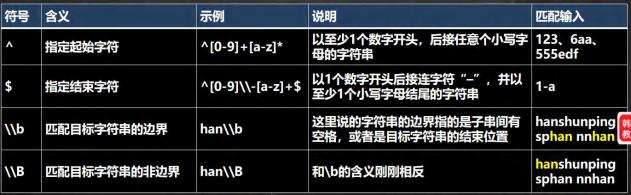 符号 含义 示例 说明 匹配输入
^ 指定起始字符 ^[0-9]+[a-z]* 以至少1个数字开头，后接任意个小写字母的字符串 123、6aa、555edf
$ 指定结束字符 ^[0-9]\\-[a-z]+$ 以1个数字开头后接连字符“–”，并以至少1个小写字母结尾的字符串 1-a
\\b 匹配目标字符串的边界 han\\b 这里说的字符串的边界指的是子串间有空格，或者是目标字符串的结束位置 hanshunping sphan nnhan
\\B 匹配目标字符串的非边界 han\\B 和\b的含义刚刚相反 hanshunping sphan nnhan